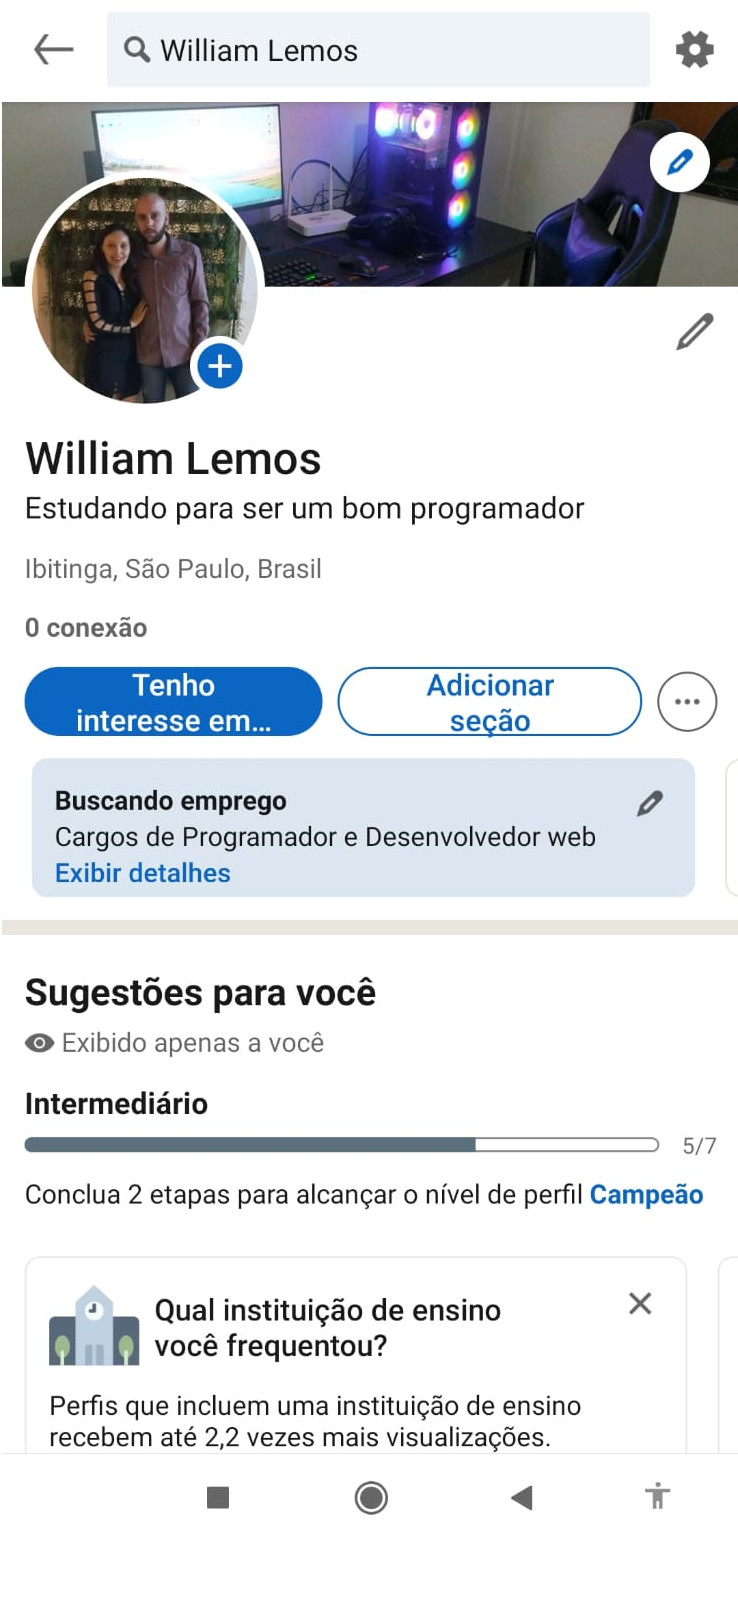 William Lemos
William Lemos
Estudando para ser um bom programador
Ibitinga, São Paulo, Brasil
0 conexão
Tenho
interesse em...
Adicionar
seção
Buscando emprego
Cargos de Programador e Desenvolvedor web
Exibir detalhes
Sugestões para você
Exibido apenas a você
Intermediário
5/7
Conclua 2 etapas para alcançar o nível de perfil Campeão
Qual instituição de ensino
você frequentou?
Perfis que incluem uma instituição de ensino
recebem até 2,2 vezes mais visualizações.